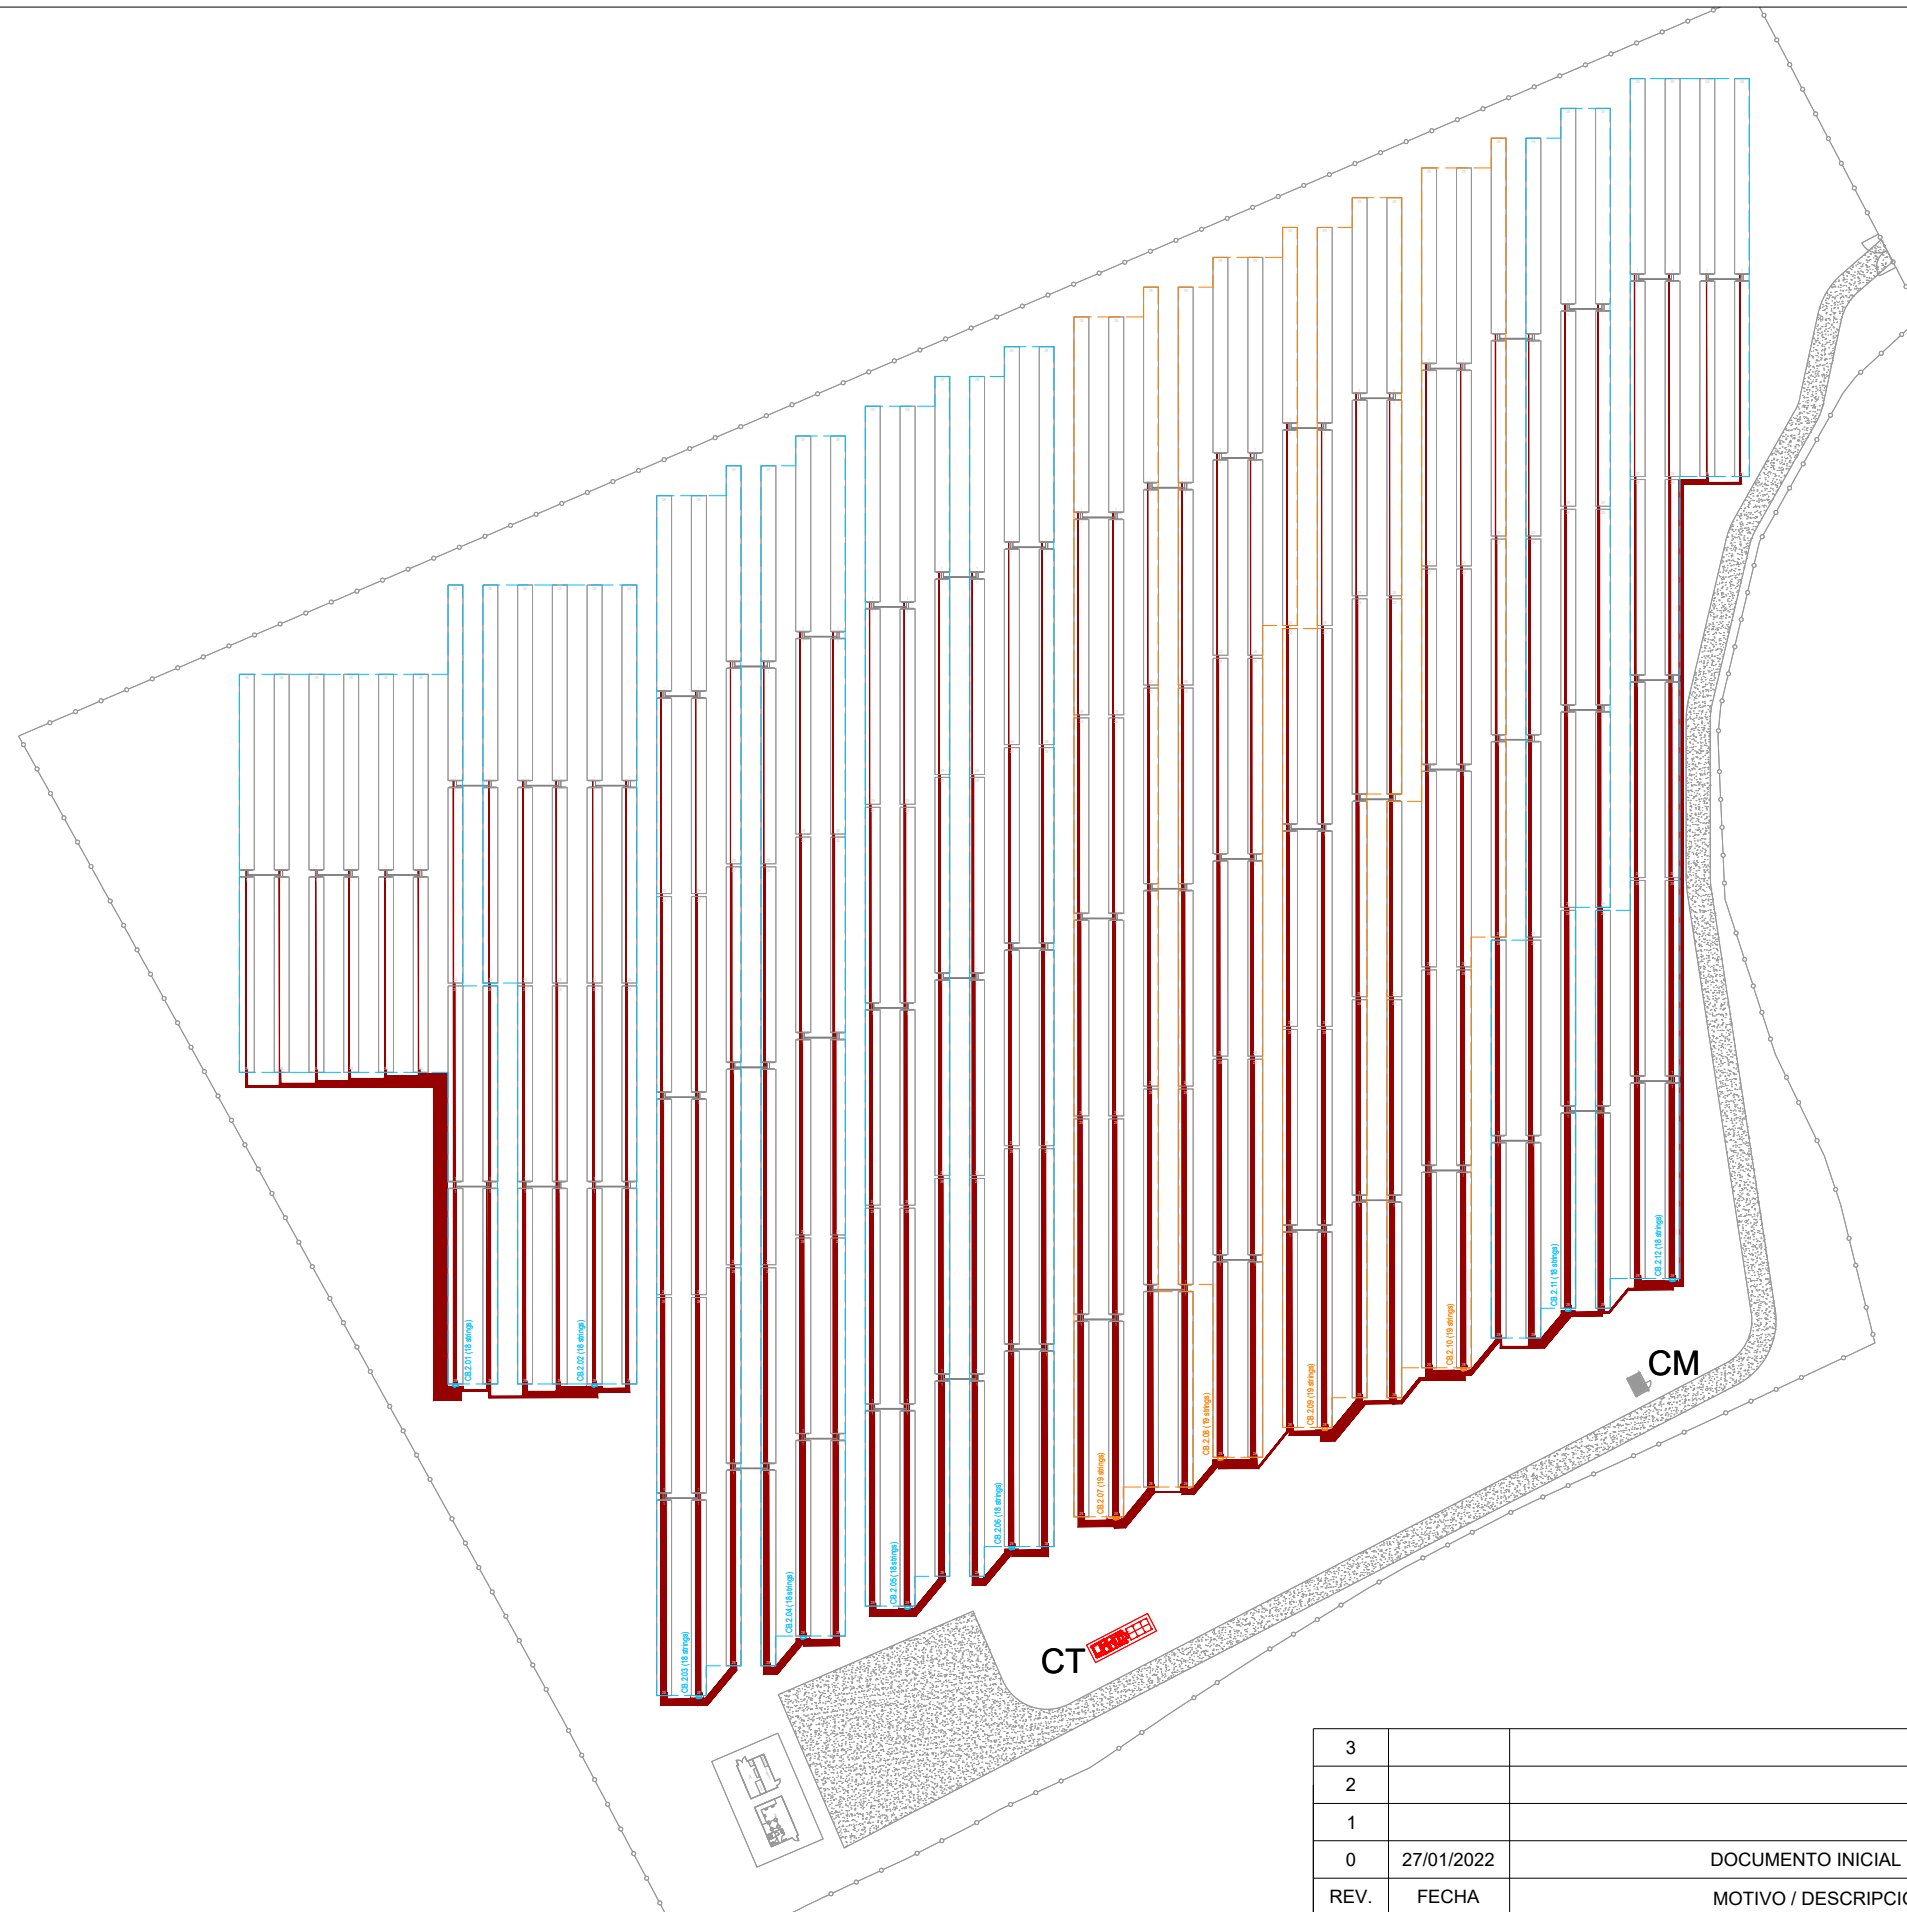 CB.2.01 (18 strings)
CB.2.02 (18 strings)
CB.2.03 (18 strings)
CB.2.04 (18 strings)
CB.2.05 (18 strings)
CB.2.06 (18 strings)
CB.2.07 (19 strings)
CB.2.08 (19 strings)
CB.2.09 (19 strings)
CB.2.10 (19 strings)
CB.2.11 (18 strings)
CB.2.12 (18 strings)
CM
CT
3
2
1
0 27/01/2022 DOCUMENTO INICIAL
REV. FECHA MOTIVO / DESCRIPCIÓ